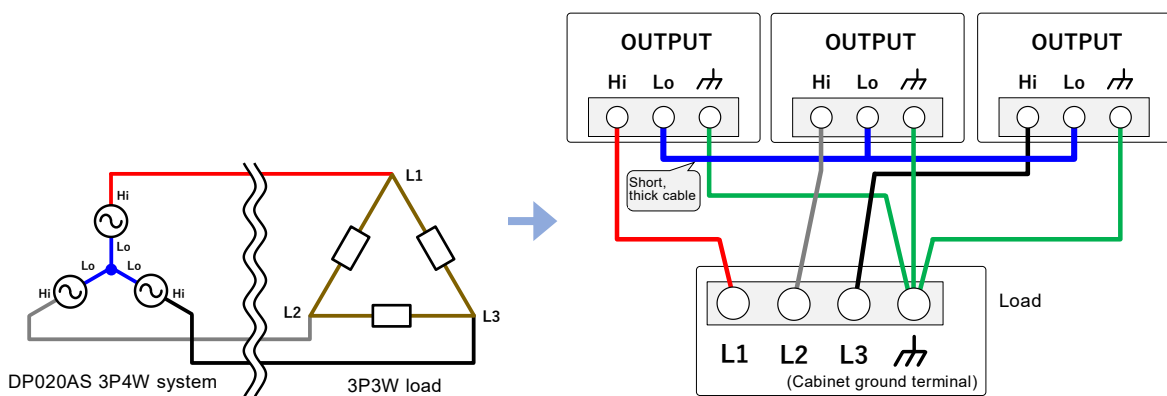 Hi
Lo
Lo
Lo
Hi
Hi
L1
L2
L3
DP020AS 3P4W system
3P3W load
OUTPUT
Hi
Lo
OUTPUT
Hi
Lo
OUTPUT
Hi
Lo
Short,
thick cable
Load
L1
L2
L3
(Cabinet ground terminal)